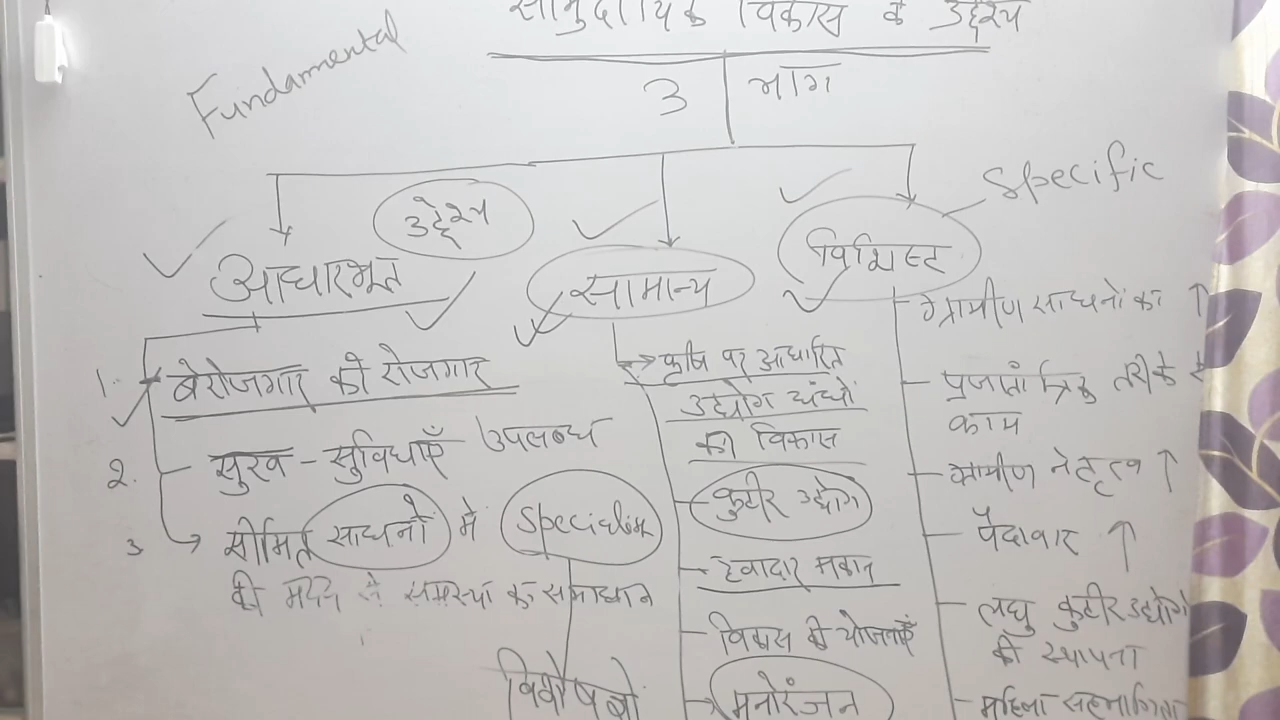 सामुदायिक विकास के उद्देश्य
Fundamental
3 भाग
Specific
उद्देश्य
आधारभूत
सामान्य
विशिष्ट
1. बेरोजगार को रोजगार
2. सुख - सुविधाएँ उपलब्ध
3 सीमित साधनों में
की मदद से समस्या का समाधान
विशेषज्ञों
कृषि पर आधारित
उद्योग धंधों
का विकास
कुटीर उद्योग
हवादार मकान
विकास की योजनाएँ
मनोरंजन
ग्रामीण साधनों का ↑
प्रजातांत्रिक तरीके से
काम
ग्रामीण नेतृत्व ↑
पैदावार ↑
लघु कुटीर उद्योगों
की स्थापना
महिला सहभागिता